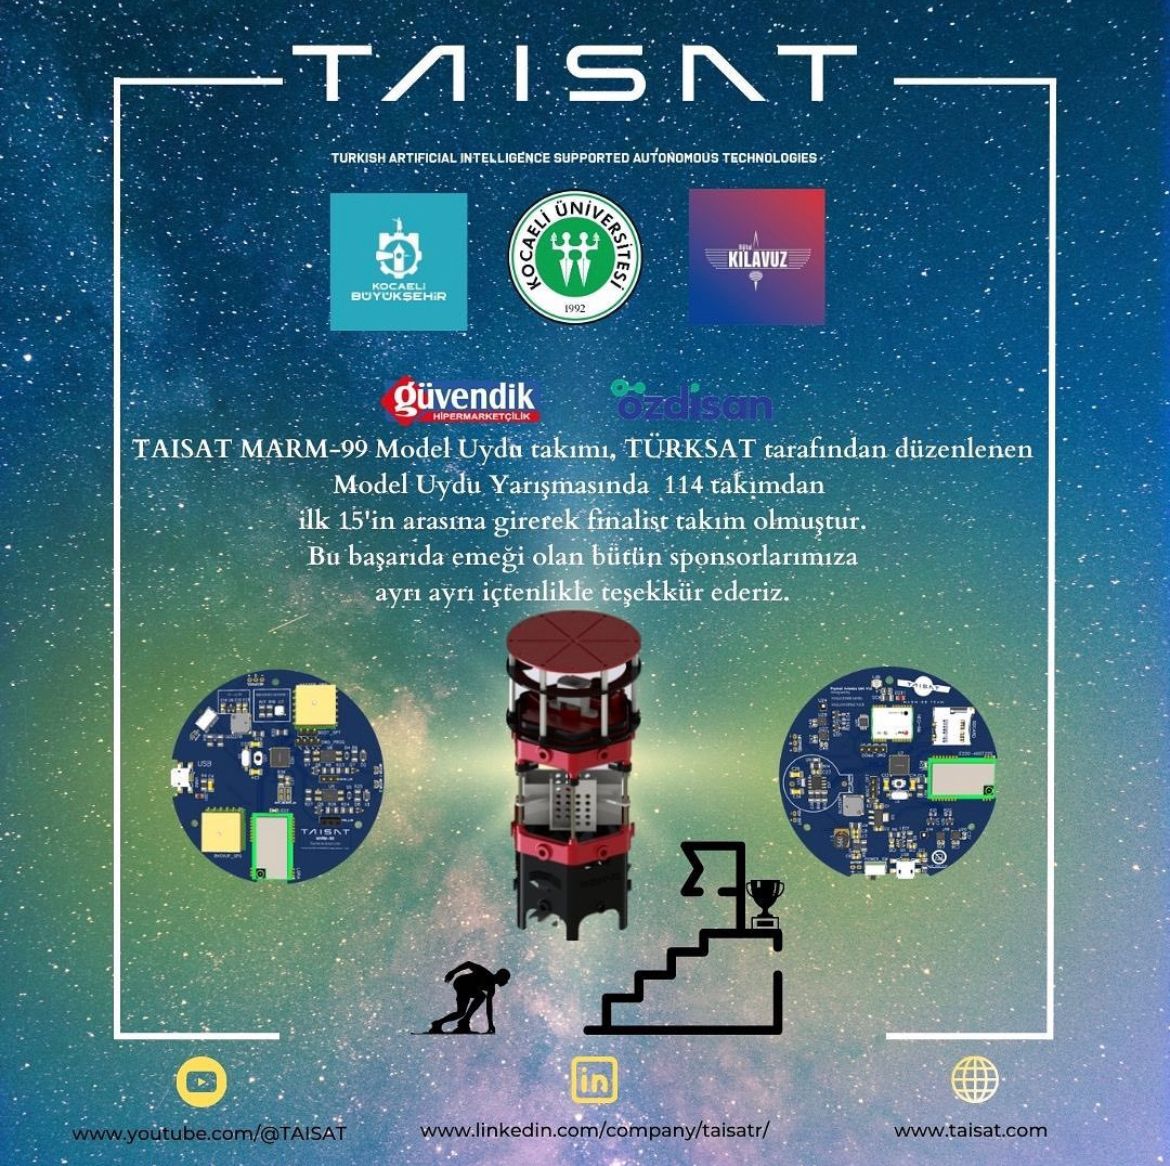 TAISAT
TURKISH ARTIFICIAL INTELLIGENCE SUPPORTED AUTONOMOUS TECHNOLOGIES
KOCAELİ
BÜYÜKŞEHİR
KOCAELİ ÜNİVERSİTESİ
1992
KILAVUZ
güvendik
HİPERMARKETÇİLİK
özdisan
TAISAT MARM-99 Model Uydu takımı, TÜRKSAT tarafından düzenlenen
Model Uydu Yarışmasında 114 takımdan
ilk 15'in arasına girerek finalist takım olmuştur.
Bu başarıda emeği olan bütün sponsorlarımıza
ayrı ayrı içtenlikle teşekkür ederiz.
USB
TAISAT
TAISAT
www.youtube.com/@TAISAT
in
www.linkedin.com/company/taisatr/
www.taisat.com